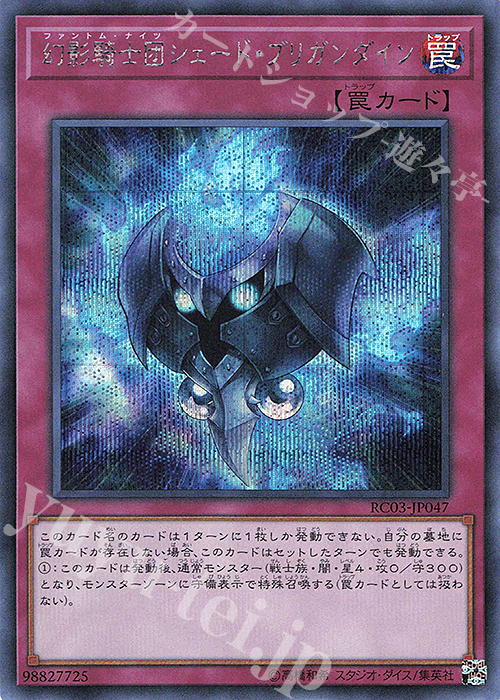 ファントム・ナイツ
幻影騎士団シェード・ブリガンダイン
トラップ
罠
トラップ
【罠カード】
カードショップ -遊々亭-
RC03-JP047
このカード名のカードは1ターンに1枚しか発動できない。自分の墓地に
罠カードが存在しない場合、このカードはセットしたターンでも発動できる。
①:このカードは発動後、通常モンスター(戦士族・闇・星4・攻0/守300)
となり、モンスターゾーンに守備表示で特殊召喚する(罠カードとしては扱わ
ない)。
yuyu-tei.jp
98827725
©高橋和希 スタジオ・ダイス/集英社